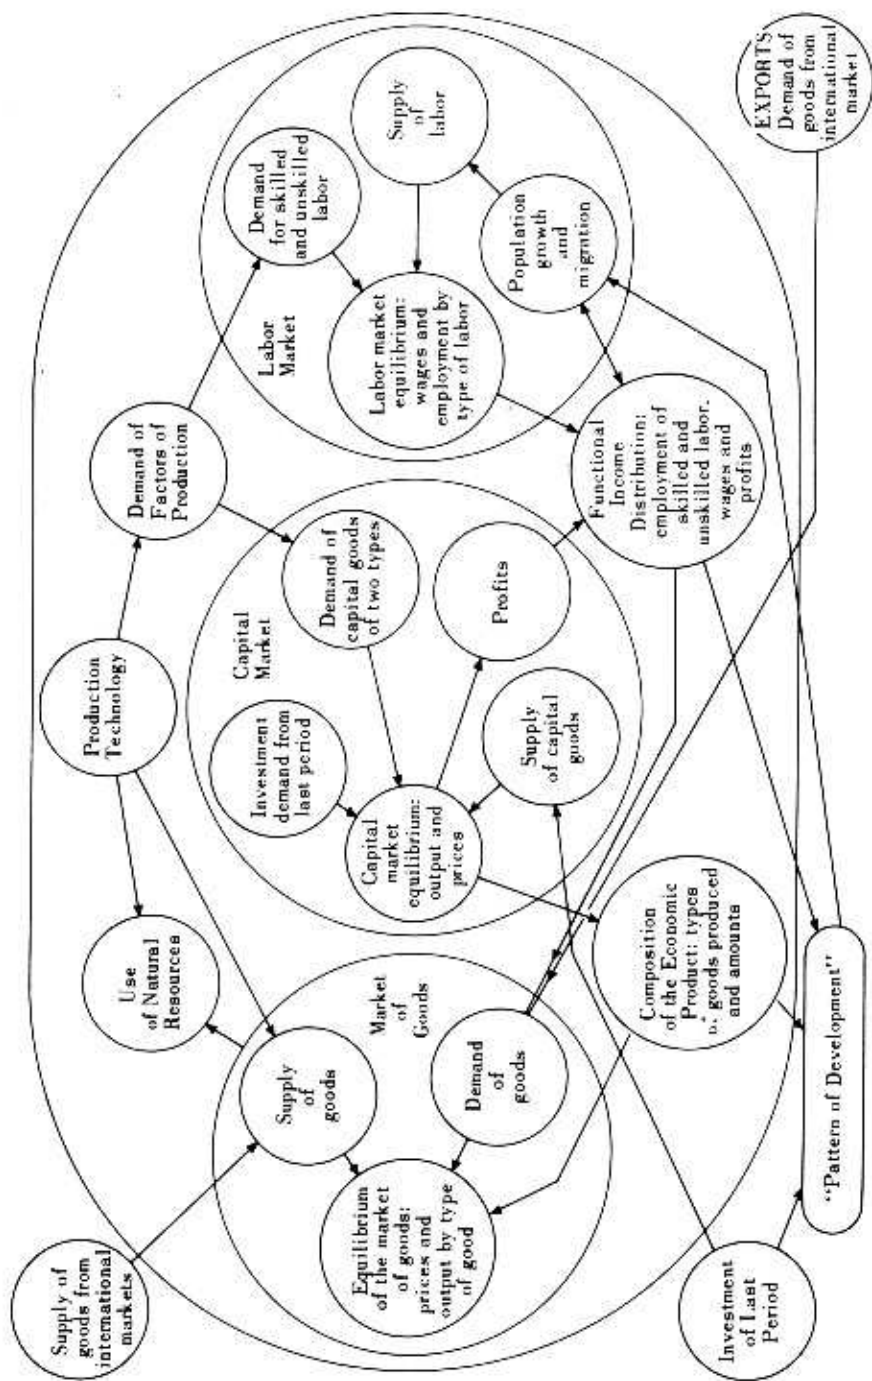 Supply of
goods from
international
markets
Production
Technology
Use
of Natural
Resources
Demand of
Factors of
Production
Supply
of
goods
Investment
demand from
last period
Capital
Market
Demand
for skilled
and unskilled
labor
Labor
Market
Demand of
capital goods
of two types
Equilibrium
of the market
of goods:
prices and
output by type
of good
Market
of
Goods
Capital
market
equilibrium:
output and
prices
Labor market
equilibrium:
wages and
employment by
type of labor
Supply
of
labor
Demand
of
goods
Supply
of capital
goods
Profits
Population
growth
and
migration
Composition
of the Economic
Product: types
goods produced
and amounts
Functional
Income
Distribution:
employment of
skilled and
unskilled labor.
wages and
profits
Investment
of Last
Period
"Pattern of Development"
EXPORTS
Demand of
goods from
international
market